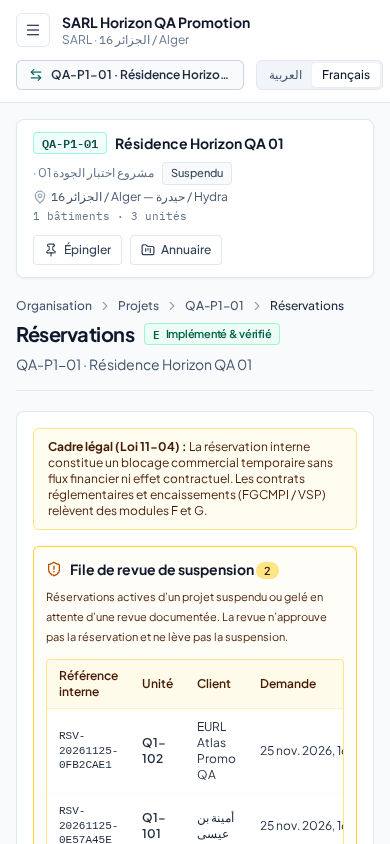 SARL Horizon QA Promotion
SARL · 16 الجزائر / Alger
QA-P1-01 · Résidence Horizo...
العربية
Français
QA-P1-01
Résidence Horizon QA 01
مشروع اختبار الجودة 01 ·
Suspendu
16 الجزائر / Alger — حيدرة / Hydra
1 bâtiments · 3 unités
Épingler
Annuaire
Organisation > Projets > QA-P1-01 > Réservations
Réservations
E Implémenté & vérifié
QA-P1-01 · Résidence Horizon QA 01
Cadre légal (Loi 11-04) : La réservation interne
constitue un blocage commercial temporaire sans
flux financier ni effet contractuel. Les contrats
réglementaires et encaissements (FGCMPI / VSP)
relèvent des modules F et G.
File de revue de suspension 2
Réservations actives d'un projet suspendu ou gelé en
attente d'une revue documentée. La revue n'approuve
pas la réservation et ne lève pas la suspension.
Référence
interne
Unité
Client
Demande
RSV-
20261125-
0FB2CAE1
Q1-
102
EURL
Atlas
Promo
QA
25 nov. 2026,
RSV-
20261125-
0E57A45E
Q1-
101
أمينة بن
عيسى
25 nov. 2026,